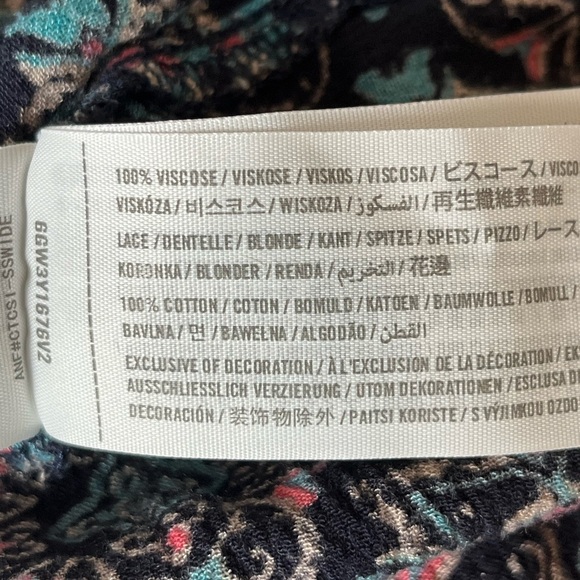 100% VISCOSE / VISKOSE / VISKOS / VISCOSA / ビスコース / VISCO
VISKÓZA / 비스코스 / WISKOZA / الفسكوز / 再生纖維素纖維
LACE / DENTELLE / BLONDE / KANT / SPITZE / SPETS / PIZZO / レース
KORONKA / BLONDER / RENDA / التخريم / 花邊
100% COTTON / COTON / BOMULD / KATOEN / BAUMWOLLE / BOMULL /
BAVLNA / 면 / BAWEŁNA / ALGODÃO / القطن
EXCLUSIVE OF DECORATION / À L'EXCLUSION DE LA DÉCORATION / EX
AUSSCHLIESSLICH VERZIERUNG / UTOM DEKORATIONEN / ESCLUSA D
DECORACIÓN / 装饰物除外 / PAITSI KORISTE / S VÝJIMKOU OZDO
6GW3Y1676V2
ANF#CTCSI-SSWIDE